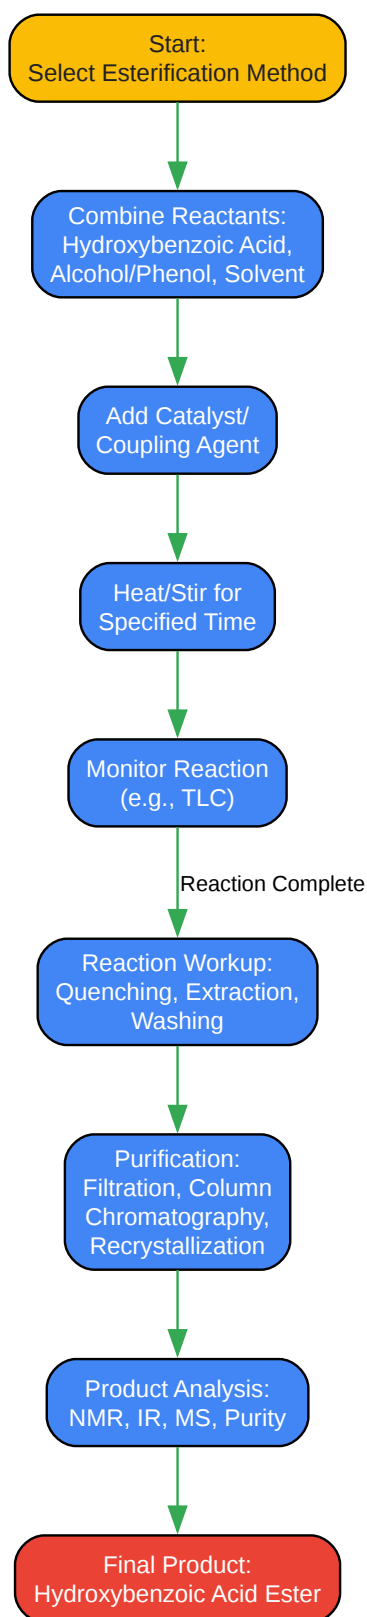 Start:
Select Esterification Method
Combine Reactants:
Hydroxybenzoic Acid,
Alcohol/Phenol, Solvent
Add Catalyst/
Coupling Agent
Heat/Stir for
Specified Time
Monitor Reaction
(e.g., TLC)
Reaction Complete
Reaction Workup:
Quenching, Extraction,
Washing
Purification:
Filtration, Column
Chromatography,
Recrystallization
Product Analysis:
NMR, IR, MS, Purity
Final Product:
Hydroxybenzoic Acid Ester